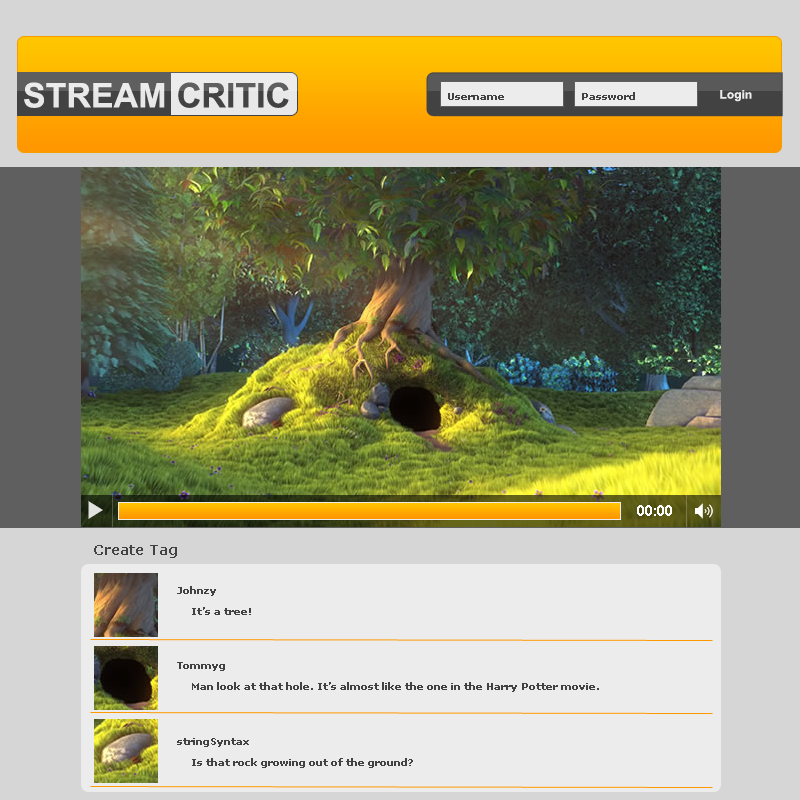 STREAM CRITIC
Username
Password
Login
00:00
Create Tag
Johnzy
It's a tree!
Tommyg
Man look at that hole. It's almost like the one in the Harry Potter movie.
stringSyntax
Is that rock growing out of the ground?